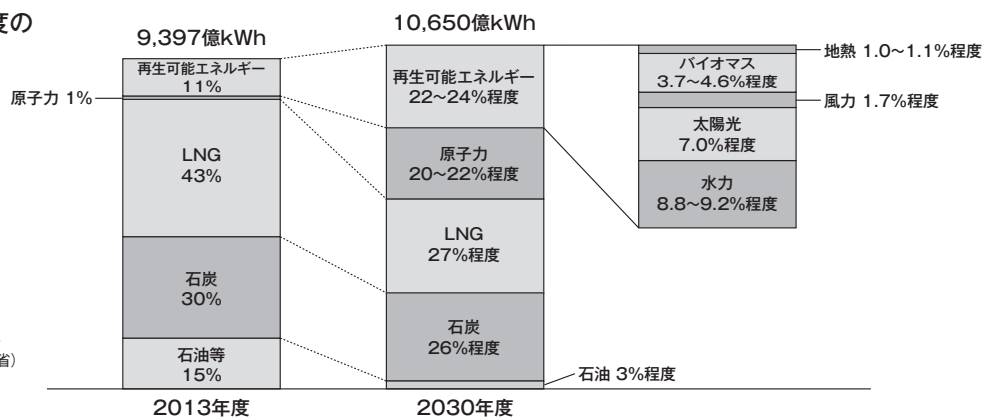 度の
9,397億kWh
再生可能エネルギー
11%
原子力 1%
LNG
43%
石炭
30%
石油等
15%
2013年度
10,650億kWh
再生可能エネルギー
22~24%程度
原子力
20~22%程度
LNG
27%程度
石炭
26%程度
石油 3%程度
2030年度
地熱 1.0~1.1%程度
バイオマス
3.7~4.6%程度
風力 1.7%程度
太陽光
7.0%程度
水力
8.8~9.2%程度
省)